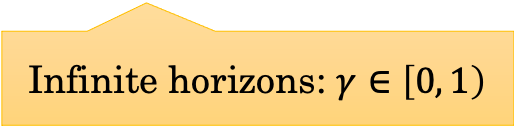 Infinite horizons: γ ∈ [0, 1)